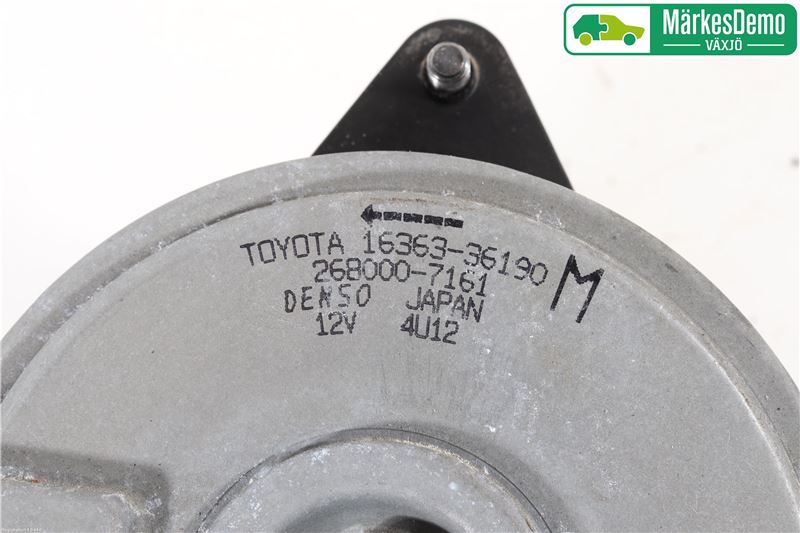 MärkesDemo
VÄXJÖ
TOYOTA 16363-36190
268000-7161 M
DENSO JAPAN
12V 4U12